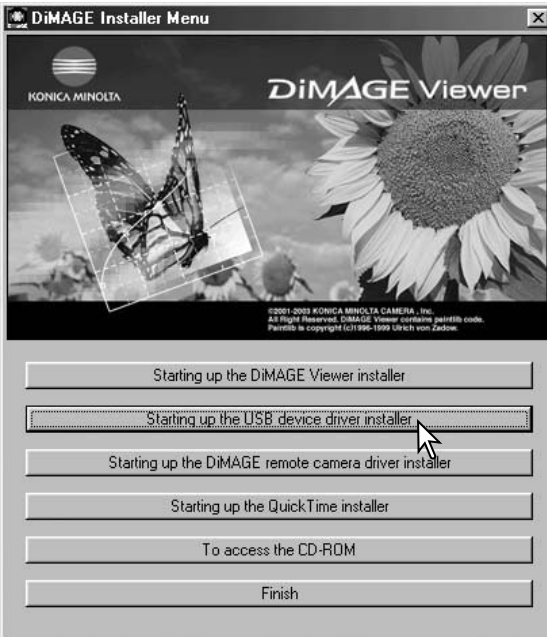 DiMAGE Installer Menu
KONICA MINOLTA
DiMAGE Viewer
©2001-2003 KONICA MINOLTA CAMERA , Inc.
All Right Reserved. DiMAGE Viewer contains paintlib code.
Paintlib is copyright (c)1996-1999 Ulrich von Zadow.
Starting up the DiMAGE Viewer installer
Starting up the USB device driver installer
Starting up the DiMAGE remote camera driver installer
Starting up the QuickTime installer
To access the CD-ROM
Finish